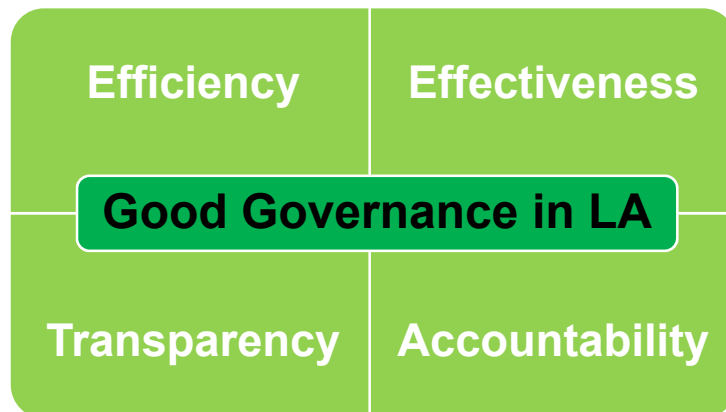 Efficiency
Effectiveness
Good Governance in LA
Transparency
Accountability